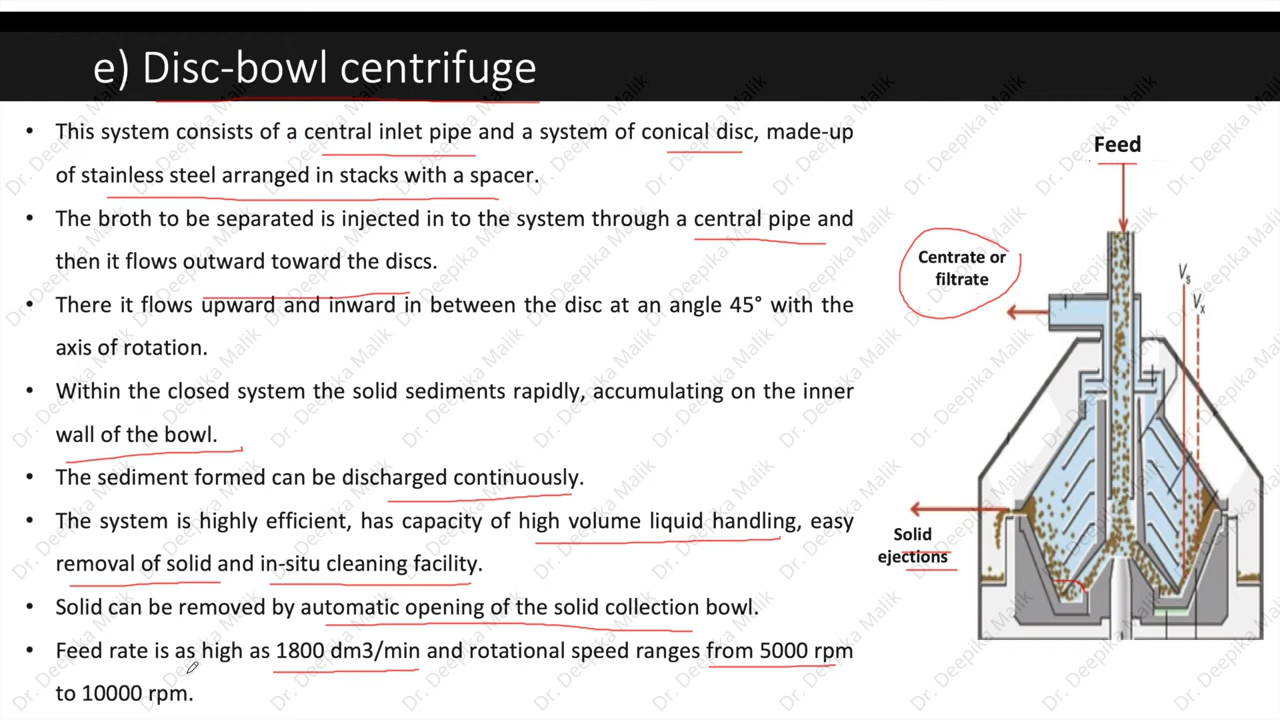 e) Disc-bowl centrifuge
• This system consists of a central inlet pipe and a system of conical disc, made-up
of stainless steel arranged in stacks with a spacer.
• The broth to be separated is injected in to the system through a central pipe and
then it flows outward toward the discs.
• There it flows upward and inward in between the disc at an angle 45° with the
axis of rotation.
• Within the closed system the solid sediments rapidly, accumulating on the inner
wall of the bowl.
• The sediment formed can be discharged continuously.
• The system is highly efficient, has capacity of high volume liquid handling, easy
removal of solid and in-situ cleaning facility.
• Solid can be removed by automatic opening of the solid collection bowl.
• Feed rate is as high as 1800 dm3/min and rotational speed ranges from 5000 rpm
to 10000 rpm.
Feed
Centrate or
filtrate
Vs
Vx
Solid
ejections
Dr. Deepika Malik